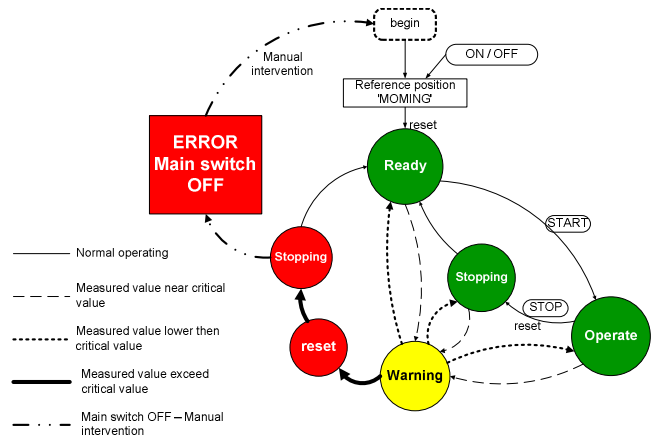 begin
ON / OFF
Manual
intervention
Reference position
'MOMING'
reset
ERROR
Main switch
OFF
Ready
START
Stopping
Stopping
STOP
reset
Operate
reset
Warning
Normal operating
Measured value near critical
value
Measured value lower then
critical value
Measured value exceed
critical value
Main switch OFF – Manual
intervention